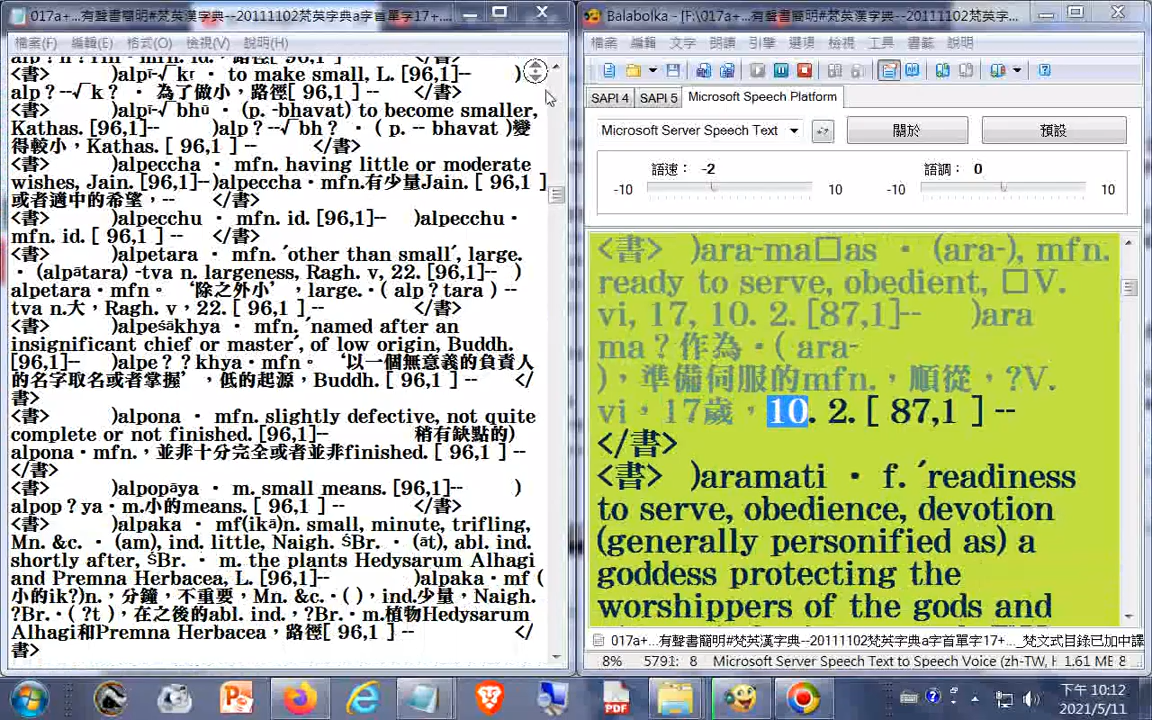 017a+...有聲書簡明#梵英漢字典--20111102梵英字典a字首單字17+...
檔案(F) 編輯(E) 格式(O) 檢視(V) 說明(H)
<書> )alpī-√kṛ • to make small, L. [96,1]-- )
alp？--√k？ • 為了做小，路徑[ 96,1 ] -- </書>
<書> )alpī-√bhū • (p. -bhavat) to become smaller,
Kathas. [96,1]-- )alp？--√bh？ • ( p. -- bhavat )變
得較小，Kathas. [ 96,1 ] -- </書>
<書> )alpeccha • mfn. having little or moderate
wishes, Jain. [96,1]-- )alpeccha • mfn.有少量Jain. [ 96,1 ]
或者適中的希望，-- </書>
<書> )alpecchu • mfn. id. [96,1]-- )alpecchu •
mfn. id. [ 96,1 ] -- </書>
<書> )alpetara • mfn. ´other than small´, large.
• (alpâtara) -tva n. largeness, Ragh. v, 22. [96,1]-- )
alpetara • mfn。‘除之外小’，large. • ( alp？tara ) --
tva n.大，Ragh. v，22. [ 96,1 ] -- </書>
<書> )alpeśâkhya • mfn. ´named after an
insignificant chief or master´, of low origin, Buddh.
[96,1]-- )alpe？？khya • mfn。‘以一個無意義的負責人
的名字取名或者掌握’，低的起源，Buddh. [ 96,1 ] -- </
書>
<書> )alpona • mfn. slightly defective, not quite
complete or not finished. [96,1]-- 稍有缺點的)
alpona • mfn.，並非十分完全或者並非finished. [ 96,1 ] --
</書>
<書> )alpopâya • m. small means. [96,1]-- )
alpop？ya • m.小的means. [ 96,1 ] -- </書>
<書> )alpaka • mf(ikā)n. small, minute, trifling,
Mn. &c. • (am), ind. little, Naigh. ŚBr. • (āt), abl. ind.
shortly after, ŚBr. • m. the plants Hedysarum Alhagi
and Premna Herbacea, L. [96,1]-- )alpaka • mf (
小的ik?)n.，分鐘，不重要，Mn. &c. • ( )，ind.少量，Naigh.
?Br. • ( ?t )，在之後的abl. ind.，?Br. • m.植物Hedysarum
Alhagi和Premna Herbacea，路徑[ 96,1 ] -- </
書>
Balabolka - [F:\017a+...有聲書簡明#梵英漢字典--20111102梵英字...
檔案 編輯 文字 朗讀 引擎 選項 檢視 工具 書籤 說明
SAPI 4 SAPI 5 Microsoft Speech Platform
Microsoft Server Speech Text 關於 預設
語速: -2 語調: 0
-10 10 -10 10
<書> )ara-ma□as • (ara-), mfn.
ready to serve, obedient, □V.
vi, 17, 10. 2. [87,1]-- )ara
ma？作為 • ( ara-
)，準備伺服的mfn.，順從，?V.
vi，17歲，10. 2. [ 87,1 ] --
</書>
<書> )aramati • f. ´readiness
to serve, obedience, devotion
(generally personified as) a
goddess protecting the
worshippers of the gods and
017a+...有聲書簡明#梵英漢字典--20111102梵英字典a字首單字17+..._梵文式目錄已加中譯
8% 5791: 8 Microsoft Server Speech Text to Speech Voice (zh-TW, H 1.61 MB 8
下午 10:12
2021/5/11